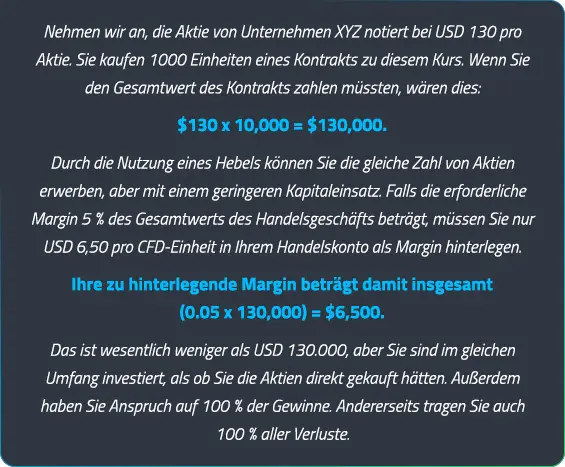 Nehmen wir an, die Aktie von Unternehmen XYZ notiert bei USD 130 pro
Aktie. Sie kaufen 1000 Einheiten eines Kontrakts zu diesem Kurs. Wenn Sie
den Gesamtwert des Kontrakts zahlen müssten, wären dies:
$130 x 10,000 = $130,000.
Durch die Nutzung eines Hebels können Sie die gleiche Zahl von Aktien
erwerben, aber mit einem geringeren Kapitaleinsatz. Falls die erforderliche
Margin 5 % des Gesamtwerts des Handelsgeschäfts beträgt, müssen Sie nur
USD 6,50 pro CFD-Einheit in Ihrem Handelskonto als Margin hinterlegen.
Ihre zu hinterlegende Margin beträgt damit insgesamt
(0.05 x 130,000) = $6,500.
Das ist wesentlich weniger als USD 130.000, aber Sie sind im gleichen
Umfang investiert, als ob Sie die Aktien direkt gekauft hätten. Außerdem
haben Sie Anspruch auf 100 % der Gewinne. Andererseits tragen Sie auch
100 % aller Verluste.